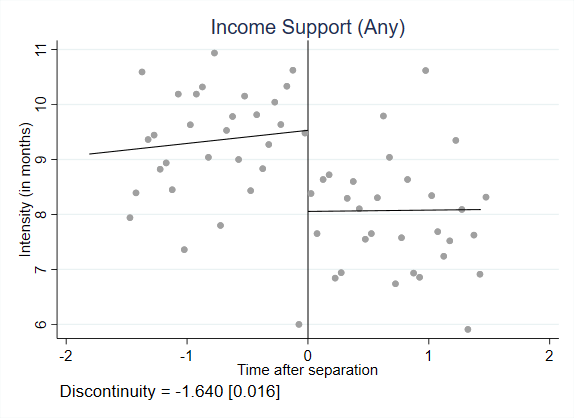 Income Support (Any)
Intensity (in months)
11
10
9
8
7
6
-2 -1 0 1 2
Time after separation
Discontinuity = -1.640 [0.016]